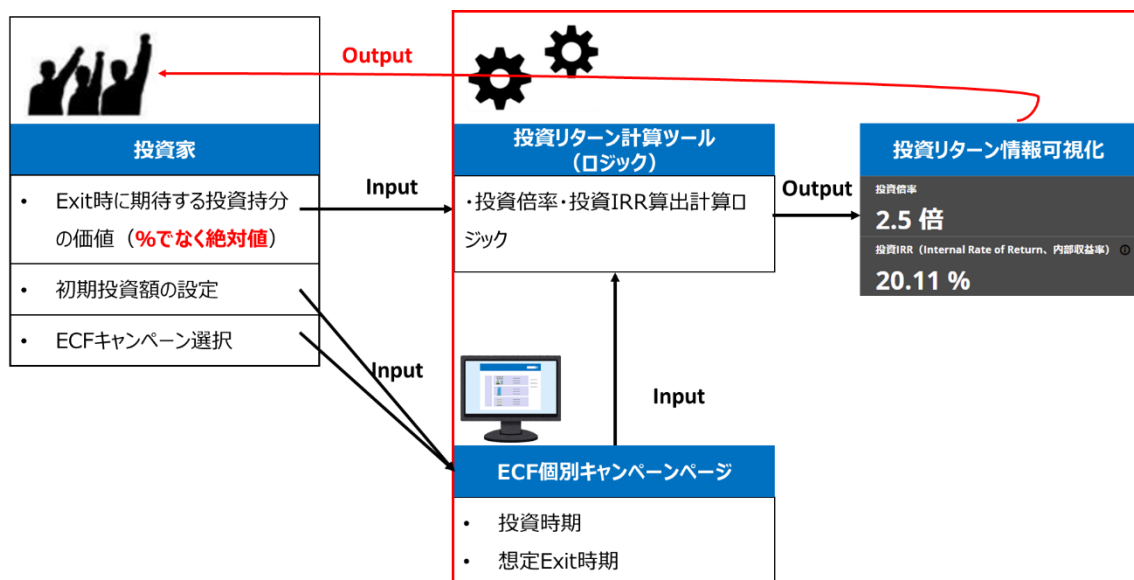 Output
投資家
• Exit時に期待する投資持分
の価値（%でなく絶対値）
• 初期投資額の設定
• ECFキャンペーン選択
Input
Input
投資リターン計算ツール
（ロジック）
・投資倍率・投資IRR算出計算ロ
ジック
Output
Input
ECF個別キャンペーンページ
• 投資時期
• 想定Exit時期
投資リターン情報可視化
投資倍率
2.5 倍
投資IRR（Internal Rate of Return、内部収益率）
20.11 %